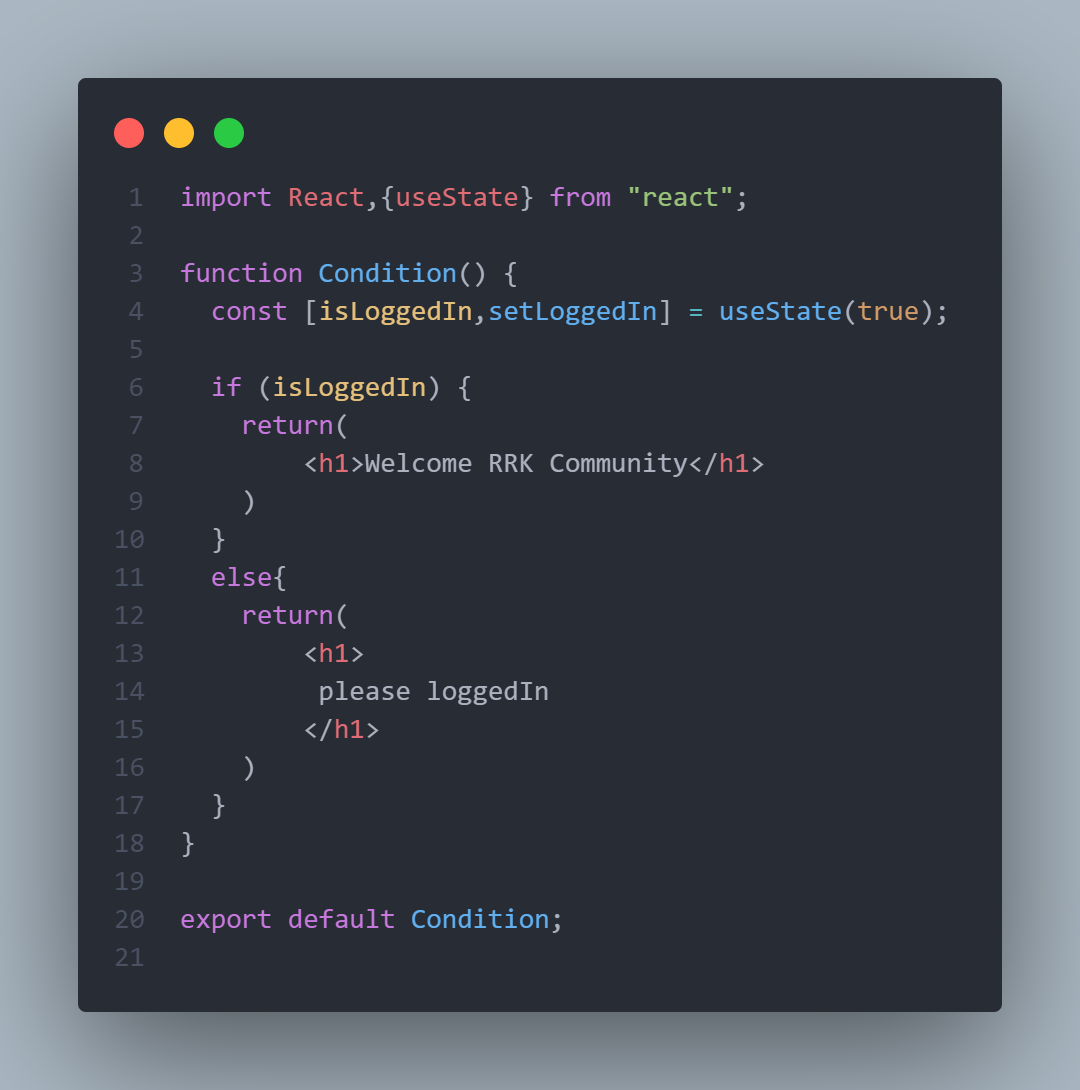 1 import React,{useState} from "react";
2
3 function Condition() {
4   const [isLoggedIn,setLoggedIn] = useState(true);
5
6   if (isLoggedIn) {
7     return(
8         <h1>Welcome RRK Community</h1>
9     )
10   }
11   else{
12     return(
13         <h1>
14          please loggedIn
15         </h1>
16     )
17   }
18 }
19
20 export default Condition;
21